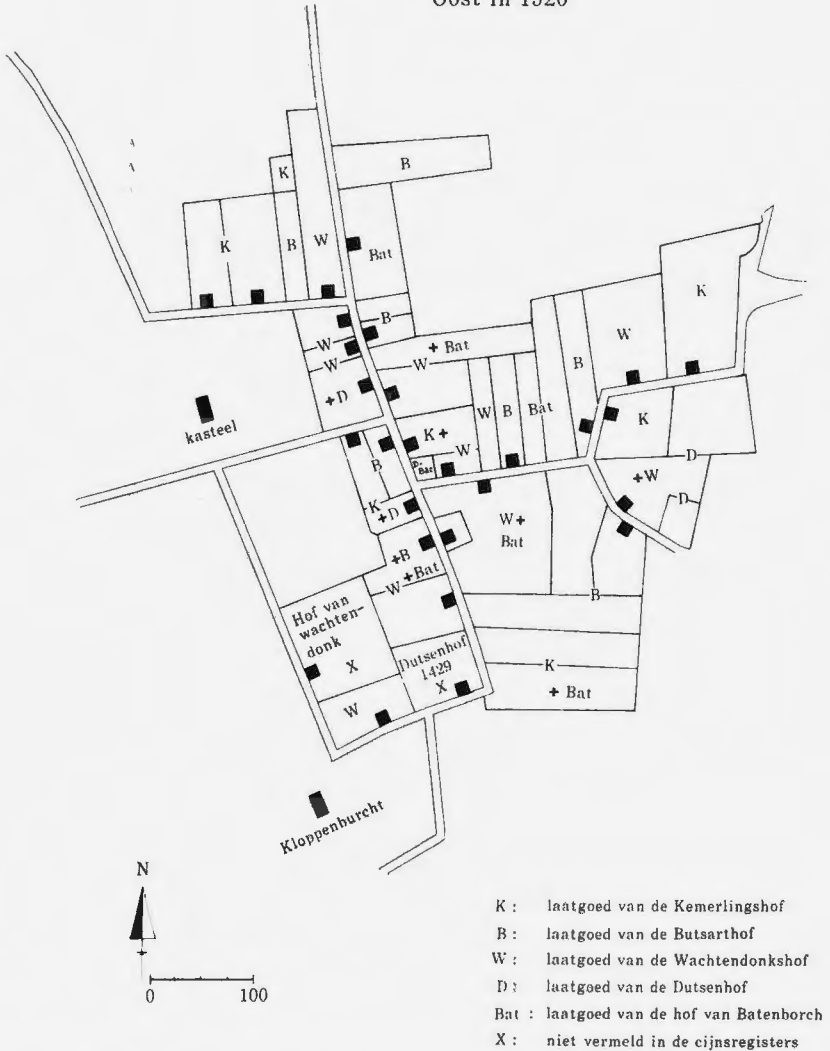 Oost in 1520
K
B
K
B
W
Bat
K
B
W
W
+ Bat
W
W
B
K
+D
W
B
Bat
kasteel
K +
W
K
B
D
+W
D
K
+D
W+
Bat
+B
+Bat
W
B
Hof van
wachten-
donk
X
Dutsenhof
1429
X
K
+ Bat
W
Kloppenburcht
N
0 100
K : laatgoed van de Kemerlingshof
B : laatgoed van de Butsarthof
W : laatgoed van de Wachtendonkshof
D : laatgoed van de Dutsenhof
Bat : laatgoed van de hof van Batenborch
X : niet vermeld in de cijnsregisters